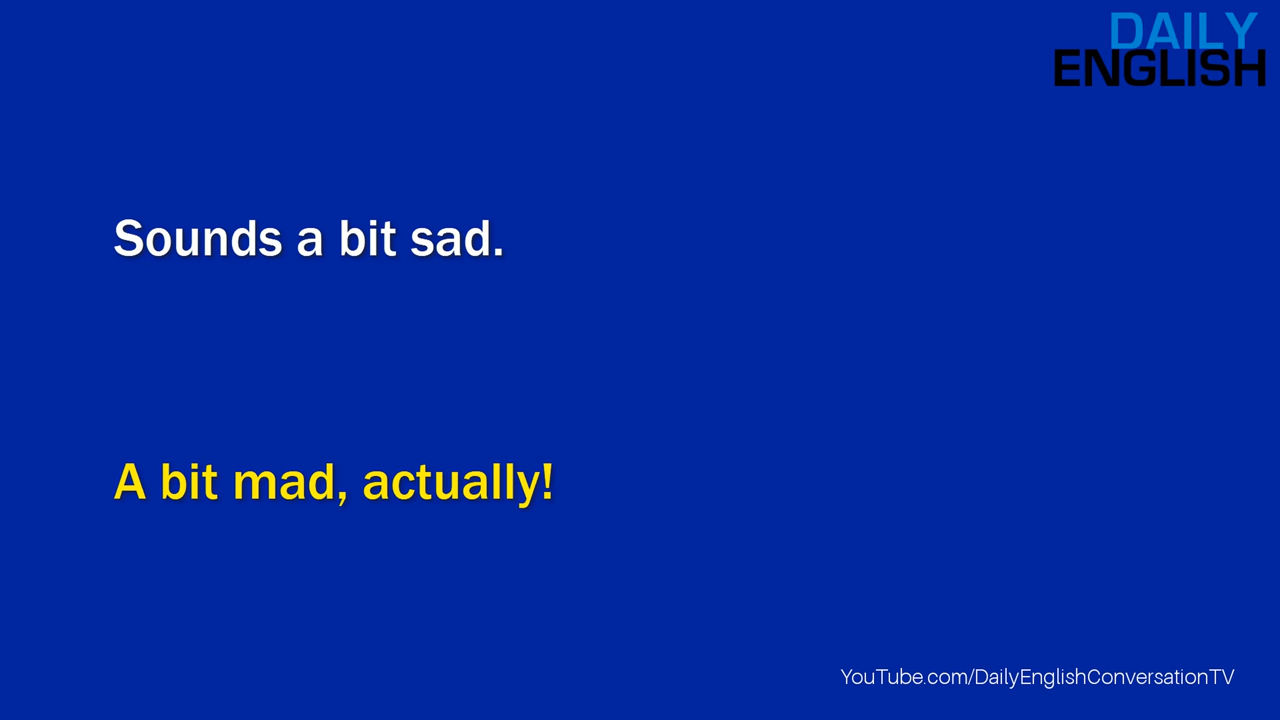 DAILY
ENGLISH
Sounds a bit sad.
A bit mad, actually!
YouTube.com/DailyEnglishConversationTV